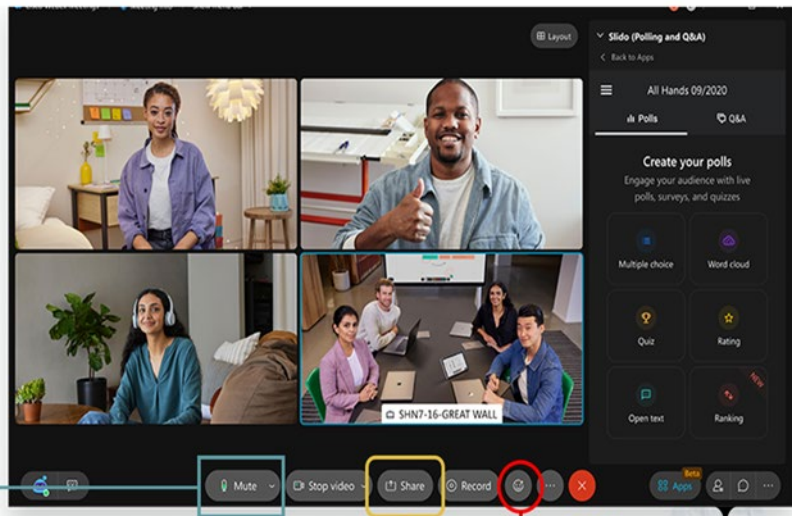 Layout
Slido (Polling and Q&A)
Back to Apps
All Hands 09/2020
Polls
Q&A
Create your polls
Engage your audience with live
polls, surveys, and quizzes
Multiple choice
Word cloud
Quiz
Rating
Open text
Ranking
NEW
SHN7-16-GREAT WALL
Mute
Stop video
Share
Record
Beta
Apps